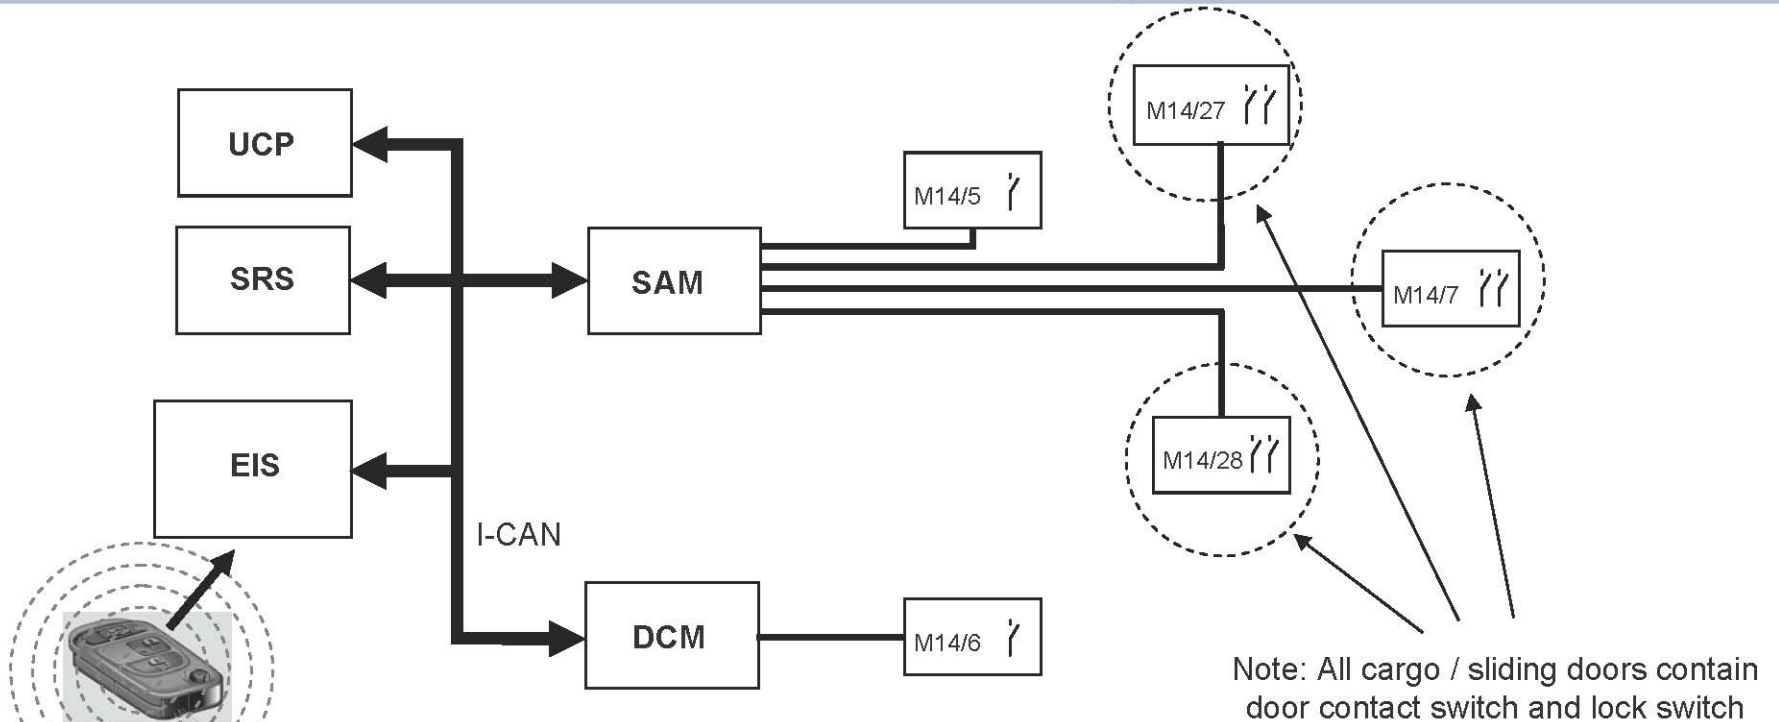 UCP
SRS
EIS
I-CAN
SAM
DCM
M14/5
M14/27
M14/7
M14/28
M14/6
Note: All cargo / sliding doors contain
door contact switch and lock switch